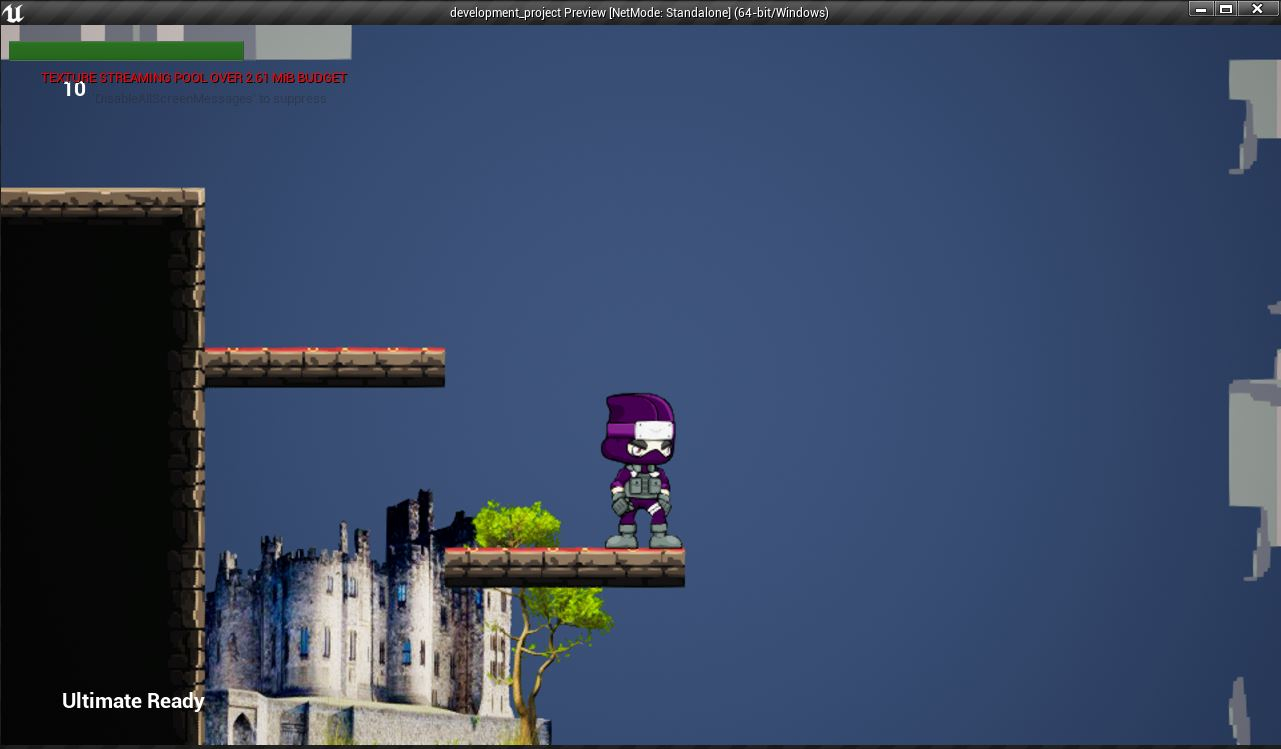 development_project Preview [NetMode: Standalone] (64-bit/Windows)
TEXTURE STREAMING POOL OVER 2.61 MiB BUDGET
10
'DisableAllScreenMessages' to suppress
Ultimate Ready